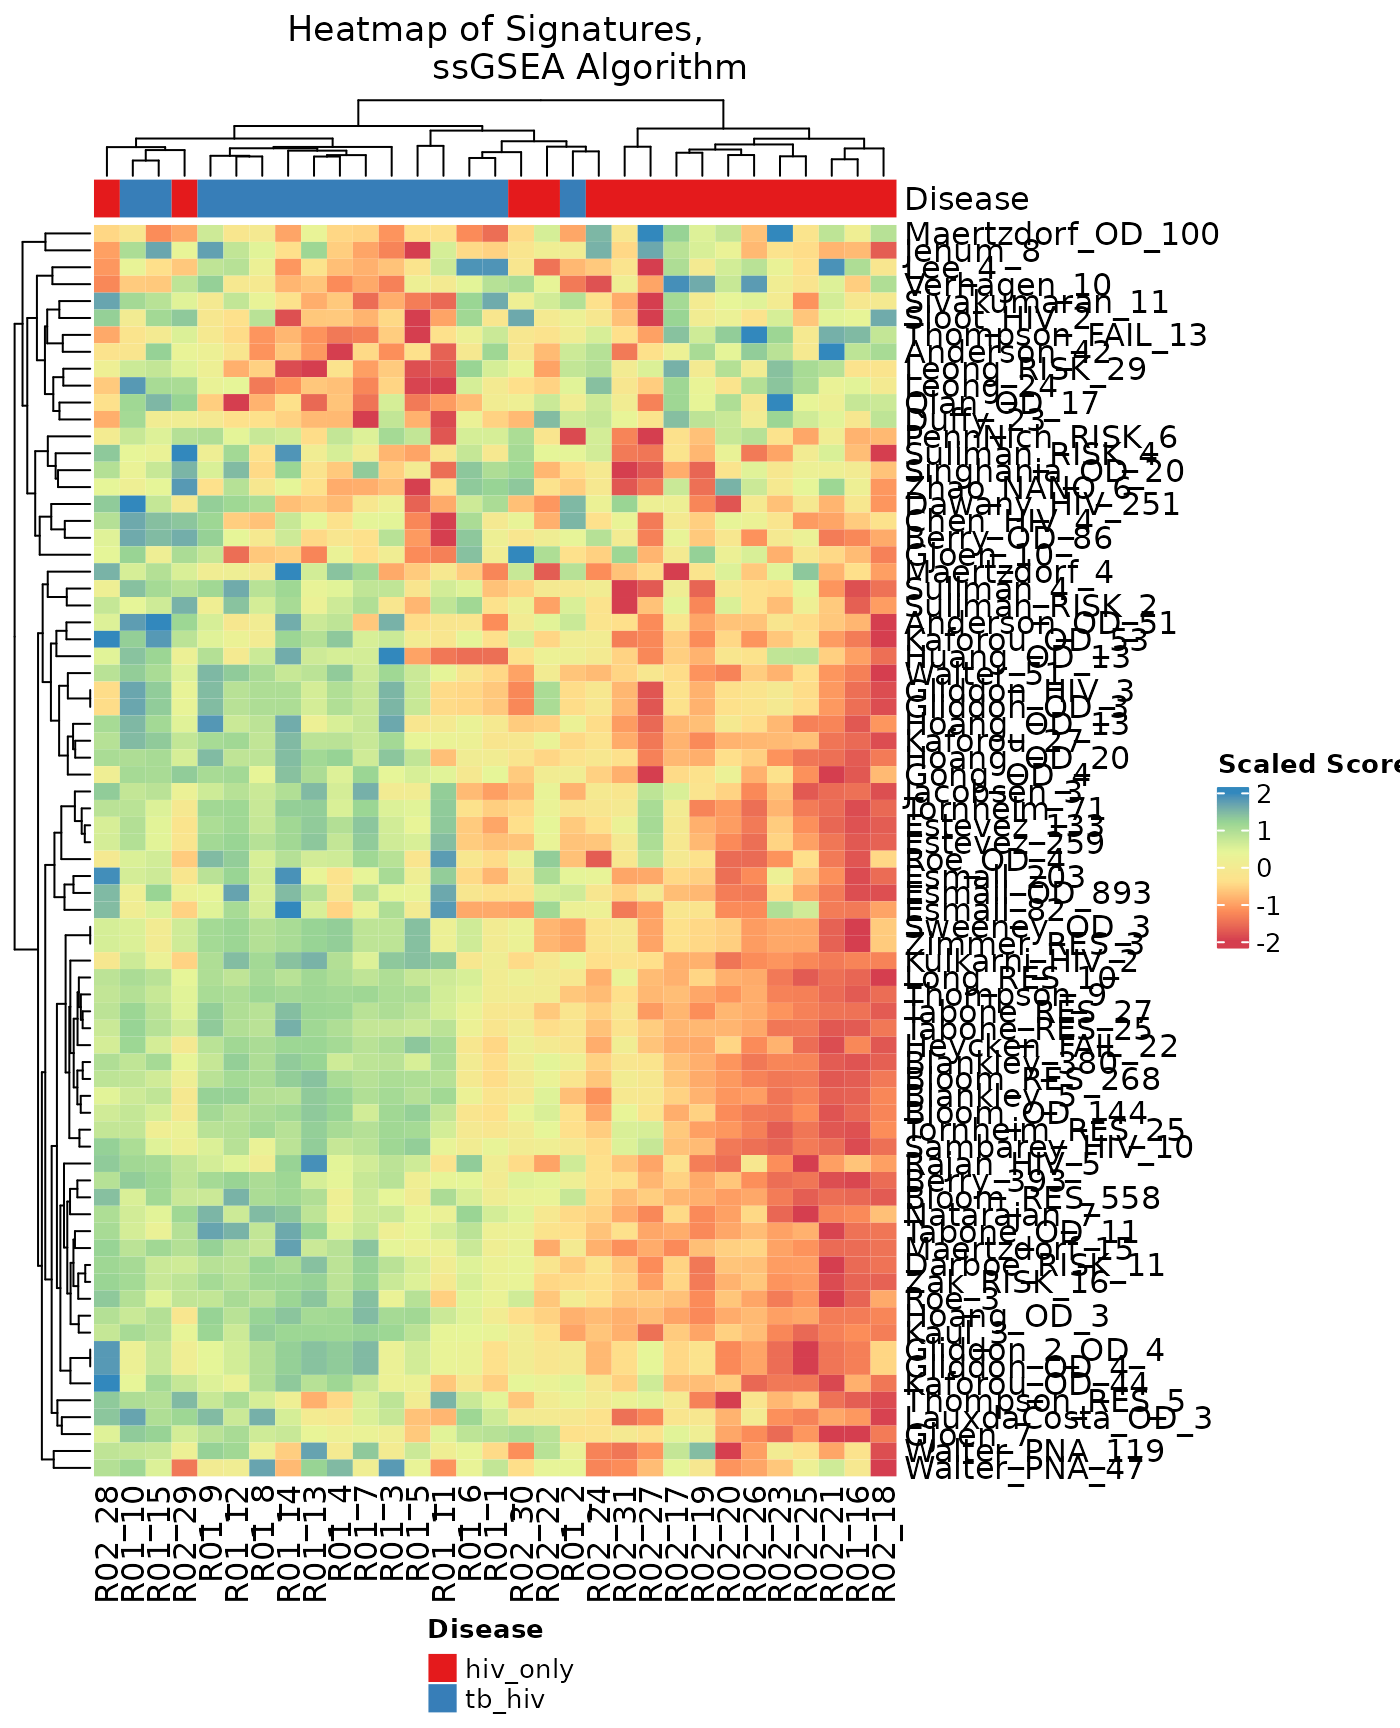 Heatmap of Signatures,
ssGSEA Algorithm
Disease
Maertzdorf_OD_100
Jenum_8
Lee_4
Verhagen_10
Sivakumaran_11
Sloot_HIV_2
Thompson_FAIL_13
Anderson_42
Leong_RISK_29
Leong_24
Qian_OD_17
Duffy_23
PennNich_RISK_6
Suliman_RISK_4
Singhania_OD_20
Zhao_NANO_6
Dawany_HIV_251
Chen_HIV_4
Berry_OD_86
Gjoen_10
Maertzdorf_4
Suliman_4
Suliman_RISK_2
Anderson_OD_51
Kaforou_OD_53
Huang_OD_13
Walter_51
Gliddon_HIV_3
Gliddon_OD_3
Hoang_OD_13
Kaforou_27
Hoang_OD_20
Gong_OD_4
Jacobsen_3
Tornheim_71
Estevez_133
Estevez_259
Roe_OD_4
Esmail_203
Esmail_OD_893
Esmail_82
Sweeney_OD_3
Zimmer_RES_3
Kulkarni_HIV_2
Long_RES_10
Thompson_9
Tabone_RES_27
Tabone_RES_25
Heycken_FAIL_22
Blankley_380
Bloom_RES_268
Blankley_5
Bloom_OD_144
Tornheim_RES_25
Sambarey_HIV_10
Rajan_HIV_5
Berry_393
Bloom_RES_558
Natarajan_7
Tabone_OD_11
Maertzdorf_15
Darboe_RISK_11
Zak_RISK_16
Roe_3
Hoang_OD_3
Kaul_3
Gliddon_2_OD_4
Gliddon_OD_4
Kaforou_OD_44
Thompson_RES_5
LauxdaCosta_OD_3
Gjoen_7
Walter_PNA_119
Walter_PNA_47
Scaled Score
2
1
0
-1
-2
R02_28
R01_10
R01_15
R02_29
R01_9
R01_12
R01_8
R01_14
R01_13
R01_4
R01_7
R01_3
R01_5
R01_11
R01_6
R01_1
R02_30
R02_22
R01_2
R02_24
R02_31
R02_27
R02_17
R02_19
R02_20
R02_26
R02_23
R02_25
R02_21
R01_16
R02_18
Disease
hiv_only
tb_hiv